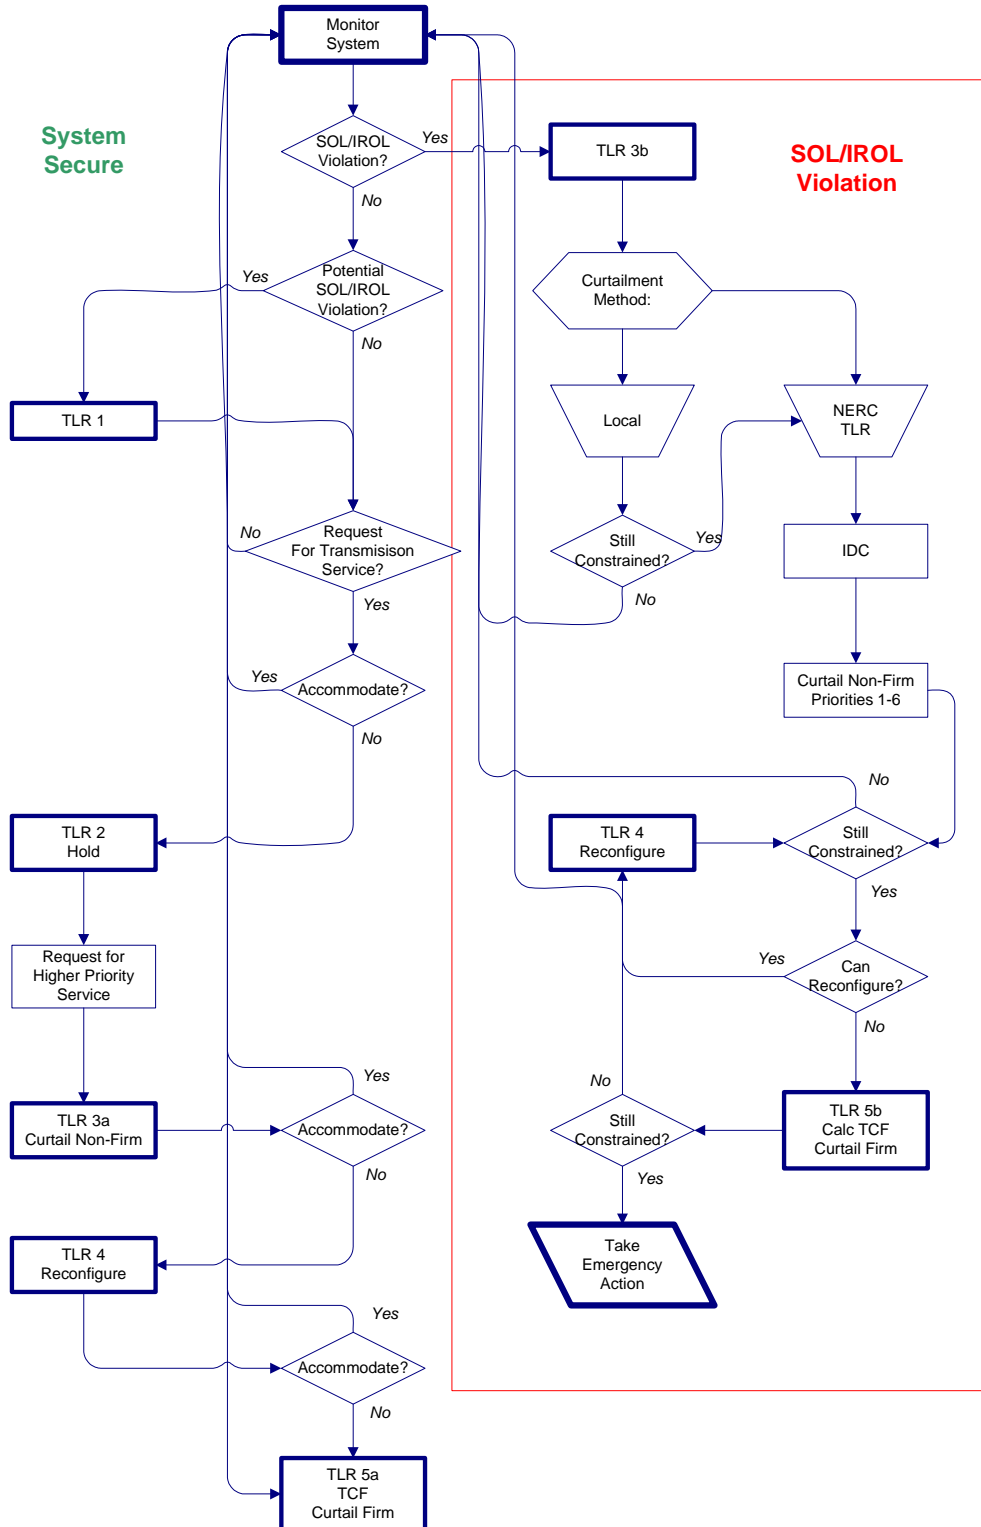 Monitor
System
System
Secure
SOL/IROL
Violation?
Yes
No
TLR 3b
SOL/IROL
Violation
Potential
SOL/IROL
Violation?
Yes
No
Curtailment
Method:
TLR 1
Local
NERC
TLR
Request
For Transmisison
Service?
No
Yes
Still
Constrained?
Yes
No
IDC
Accommodate?
Yes
No
Curtail Non-Firm
Priorities 1-6
TLR 2
Hold
TLR 4
Reconfigure
No
Still
Constrained?
Yes
Request for
Higher Priority
Service
Yes
Can
Reconfigure?
No
TLR 3a
Curtail Non-Firm
Yes
Accommodate?
No
No
Still
Constrained?
Yes
TLR 5b
Calc TCF
Curtail Firm
TLR 4
Reconfigure
Take
Emergency
Action
Yes
Accommodate?
No
TLR 5a
TCF
Curtail Firm